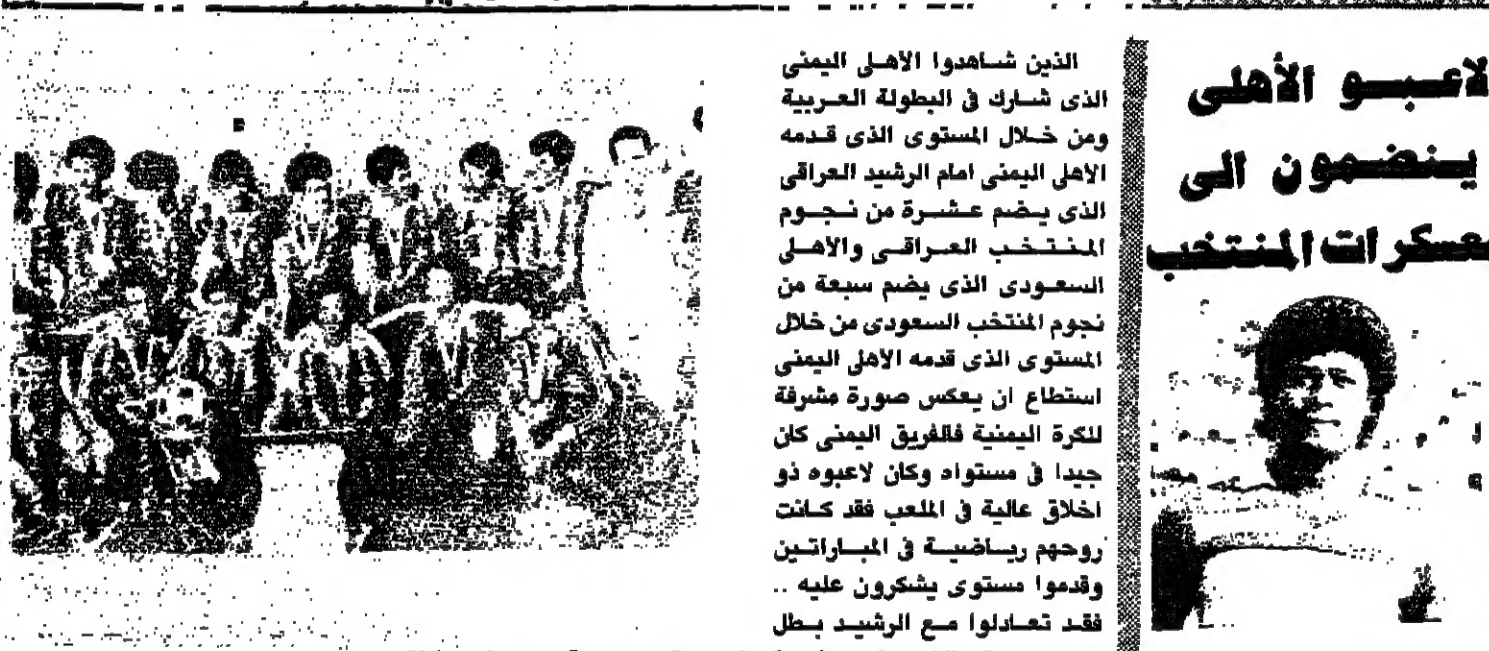 لاعبو الأهلى
ينضمون الى
معسكرات المنتخب
الذين شاهدوا الأهلى اليمنى
الذى شارك فى البطولة العربية
ومن خلال المستوى الذى قدمه
الأهلى اليمنى امام الرشيد العراقى
الذى يضم عشرة من نجوم
المنتخب العراقى والأهلى
السعودى الذى يضم سبعة من
نجوم المنتخب السعودى من خلال
المستوى الذى قدمه الأهلى اليمنى
استطاع ان يعكس صورة مشرفة
للكرة اليمنية فالفريق اليمنى كان
جيدا فى مستواه وكان لاعبوه ذو
اخلاق عالية فى الملعب فقد كانت
روحهم رياضية فى المباراتين
وقدموا مستوى يشكرون عليه ..
فقد تعادلوا مع الرشيد بطل